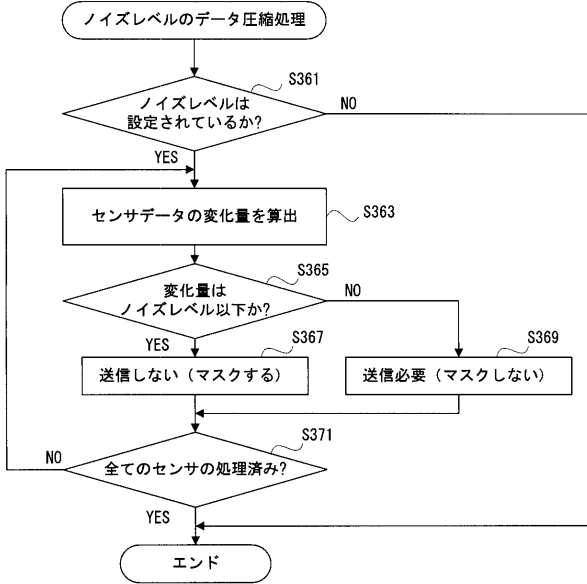 ノイズレベルのデータ圧縮処理
S361
ノイズレベルは
設定されているか?
NO
YES
センサデータの変化量を算出
S363
S365
変化量は
ノイズレベル以下か?
NO
YES
S367
送信しない(マスクする)
S369
送信必要(マスクしない)
S371
全てのセンサの処理済み?
NO
YES
エンド